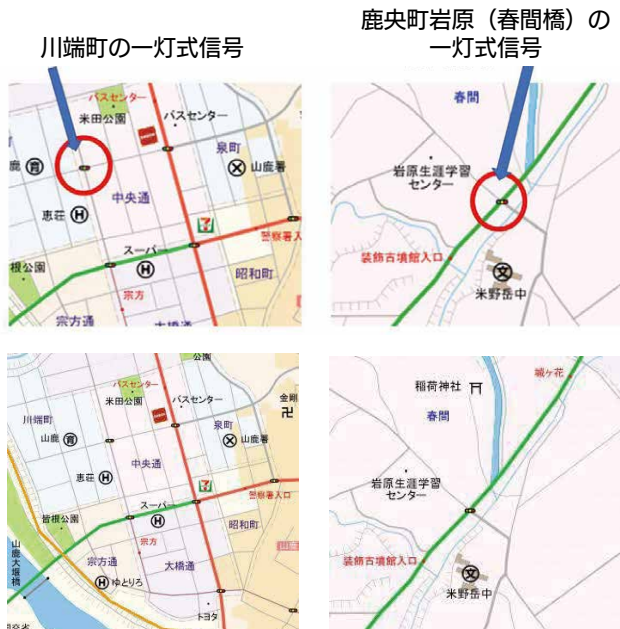 川端町の一灯式信号
鹿央町岩原（春間橋）の
一灯式信号
バスセンター
米田公園
バスセンター
泉町
山鹿署
鹿
育
恵荘
H
中央通
スーパー
H
警察署入
昭和町
根公園
宗方
宗方通
大橋通
春間
岩原生涯学習
センター
装飾古墳館入口
文
米野岳中
公園
バスセンター
米田公園
バスセンター
金剛
川端町
山鹿
育
泉町
山鹿署
恵荘
H
中央通
スーパー
H
警察署入口
昭和町
皆根公園
宗方
山鹿
宗方通
大橋通
山鹿大堰橋
H
ゆとりろ
トヨタ
城ヶ花
稲荷神社
春間
岩原生涯学習
センター
装飾古墳館入口
文
米野岳中